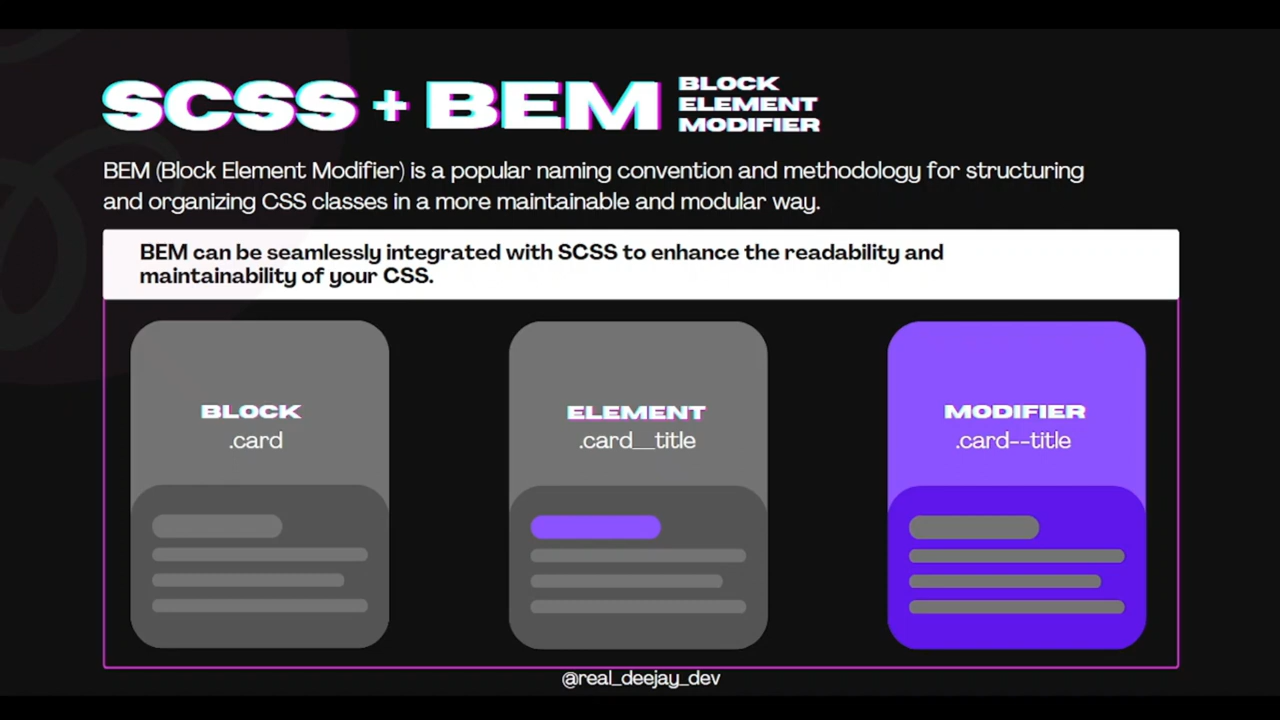 SCSS + BEM
BLOCK
ELEMENT
MODIFIER
BEM (Block Element Modifier) is a popular naming convention and methodology for structuring
and organizing CSS classes in a more maintainable and modular way.
BEM can be seamlessly integrated with SCSS to enhance the readability and
maintainability of your CSS.
BLOCK
.card
ELEMENT
.card__title
MODIFIER
.card--title
@real_deejay_dev